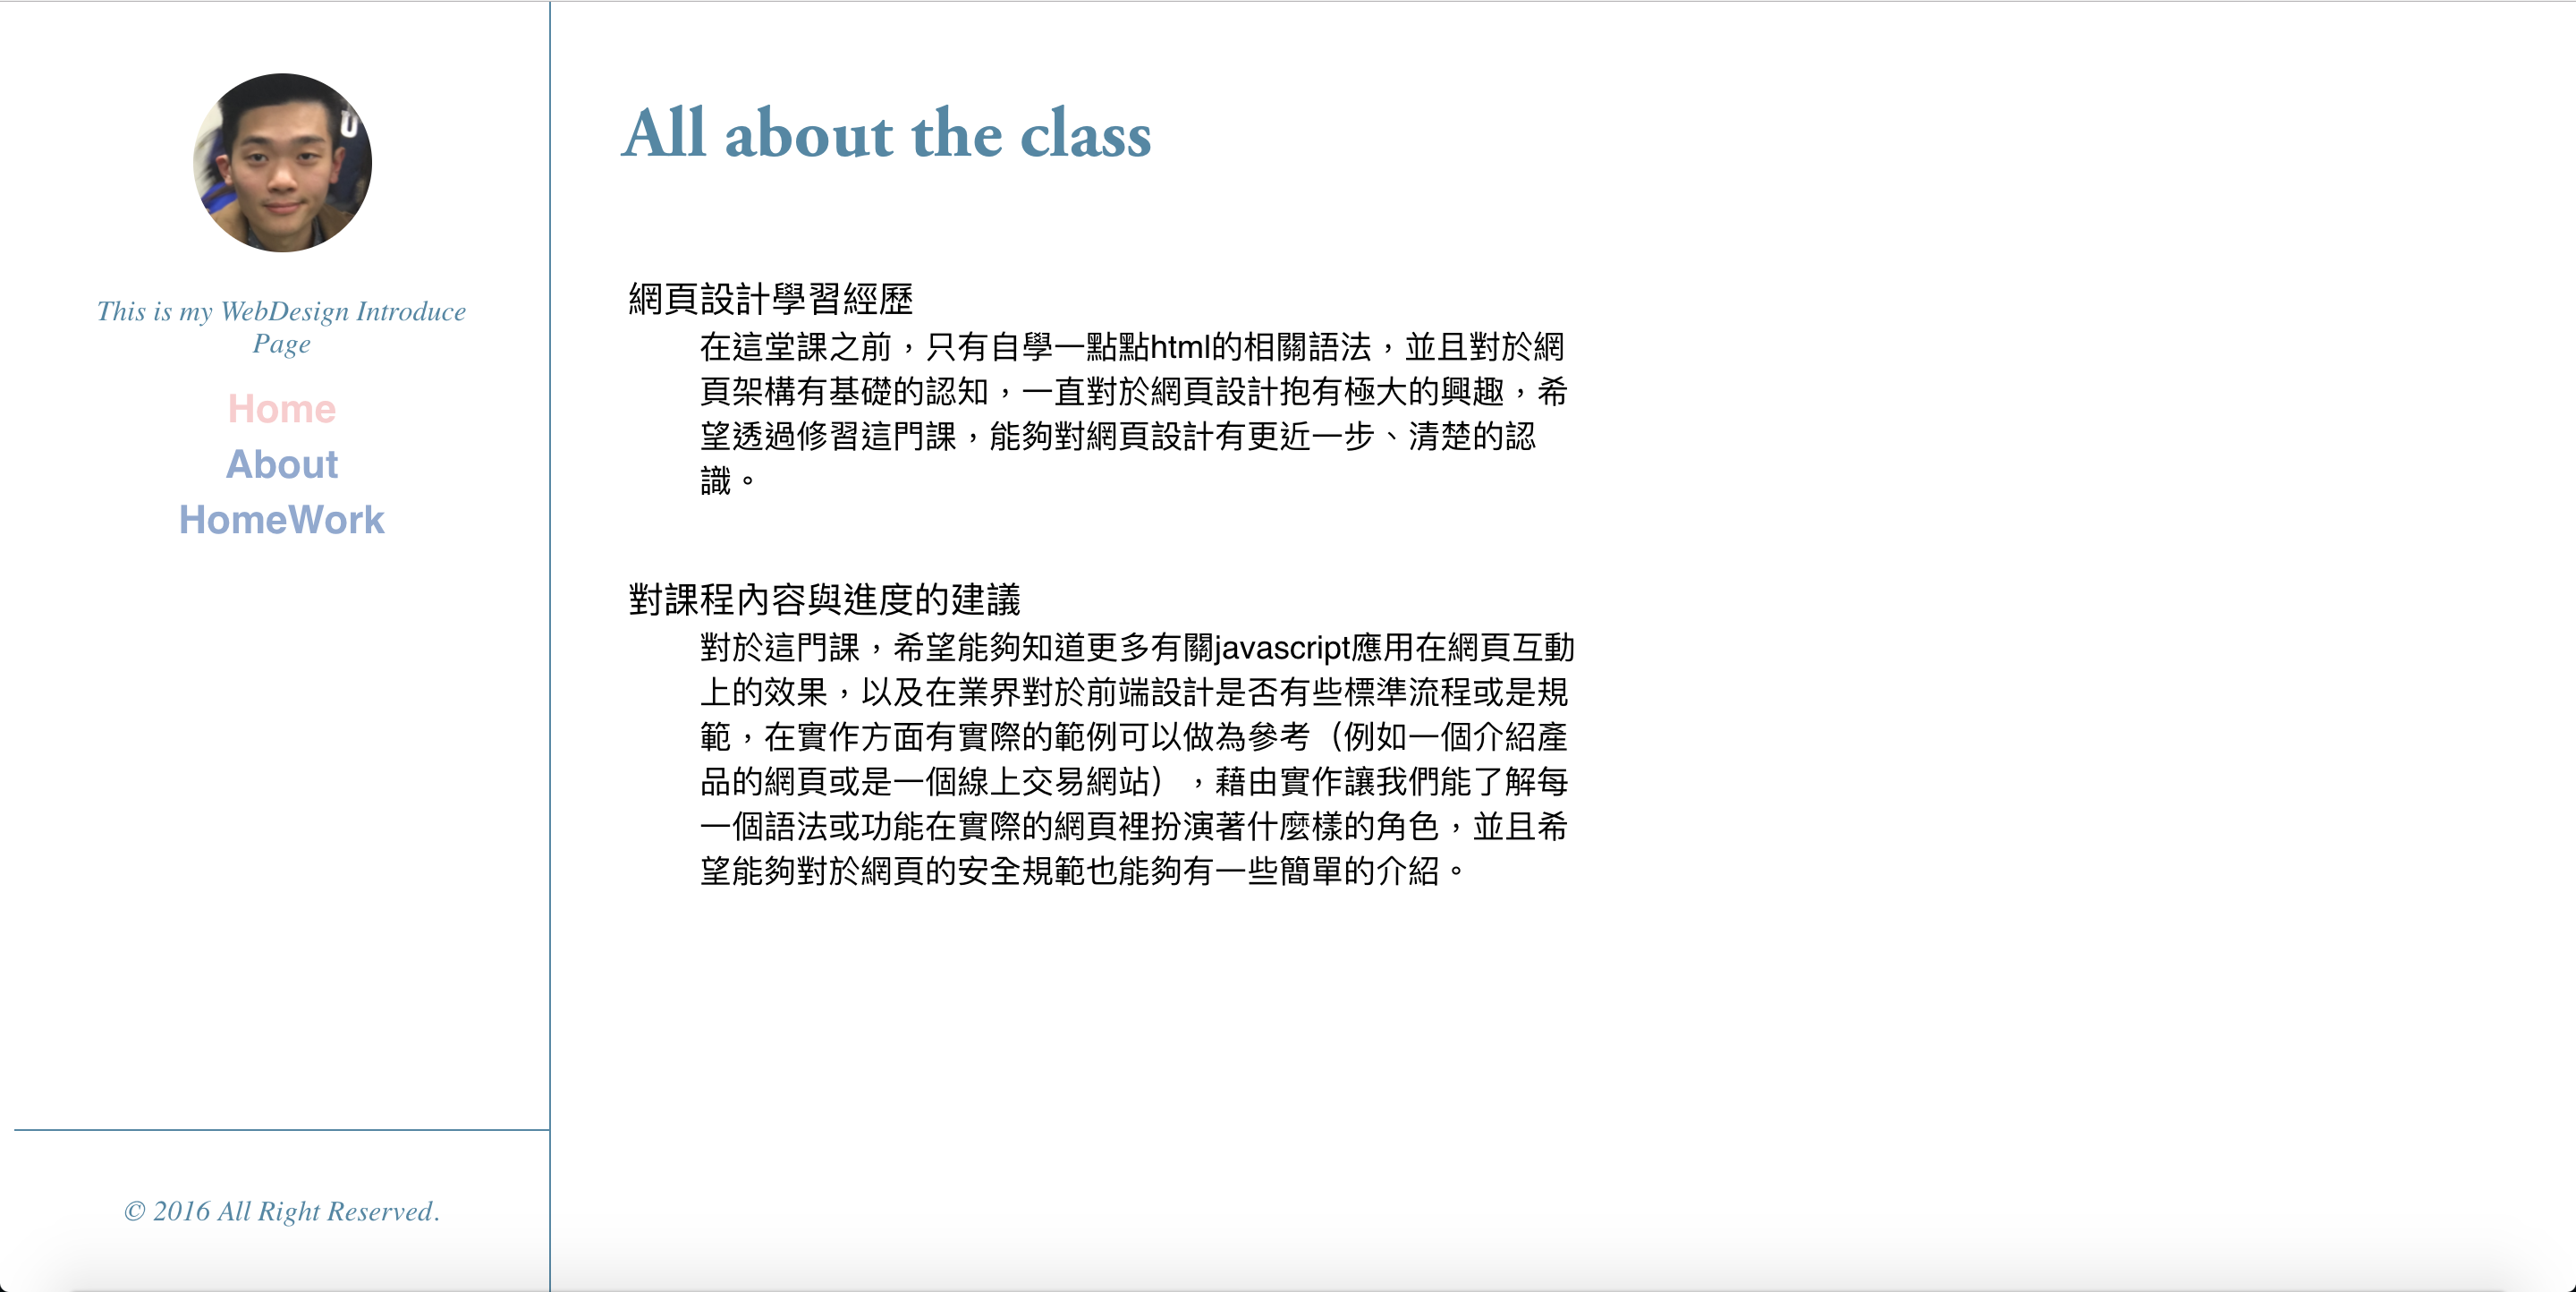 This is my WebDesign Introduce
Page
Home
About
HomeWork
© 2016 All Right Reserved.
All about the class
網頁設計學習經歷
在這堂課之前，只有自學一點點html的相關語法，並且對於網
頁架構有基礎的認知，一直對於網頁設計抱有極大的興趣，希
望透過修習這門課，能夠對網頁設計有更近一步、清楚的認
識。
對課程內容與進度的建議
對於這門課，希望能夠知道更多有關javascript應用在網頁互動
上的效果，以及在業界對於前端設計是否有些標準流程或是規
範，在實作方面有實際的範例可以做為參考（例如一個介紹產
品的網頁或是一個線上交易網站），藉由實作讓我們能了解每
一個語法或功能在實際的網頁裡扮演著什麼樣的角色，並且希
望能夠對於網頁的安全規範也能夠有一些簡單的介紹。